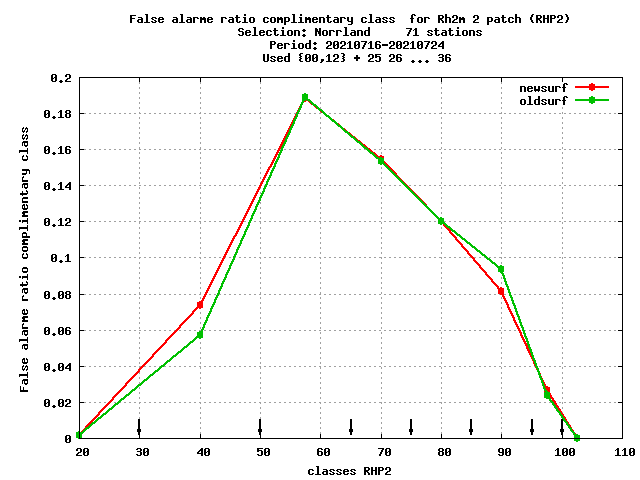 False alarme ratio complimentary class  for Rh2m 2 patch (RHP2)
Selection: Norrland     71 stations
Period: 20210716-20210724
Used {00,12} + 25 26 ... 36
newsurf
oldsurf
False alarme ratio complimentary class
0,2
0,18
0,16
0,14
0,12
0,1
0,08
0,06
0,04
0,02
0
20 30 40 50 60 70 80 90 100 110
classes RHP2